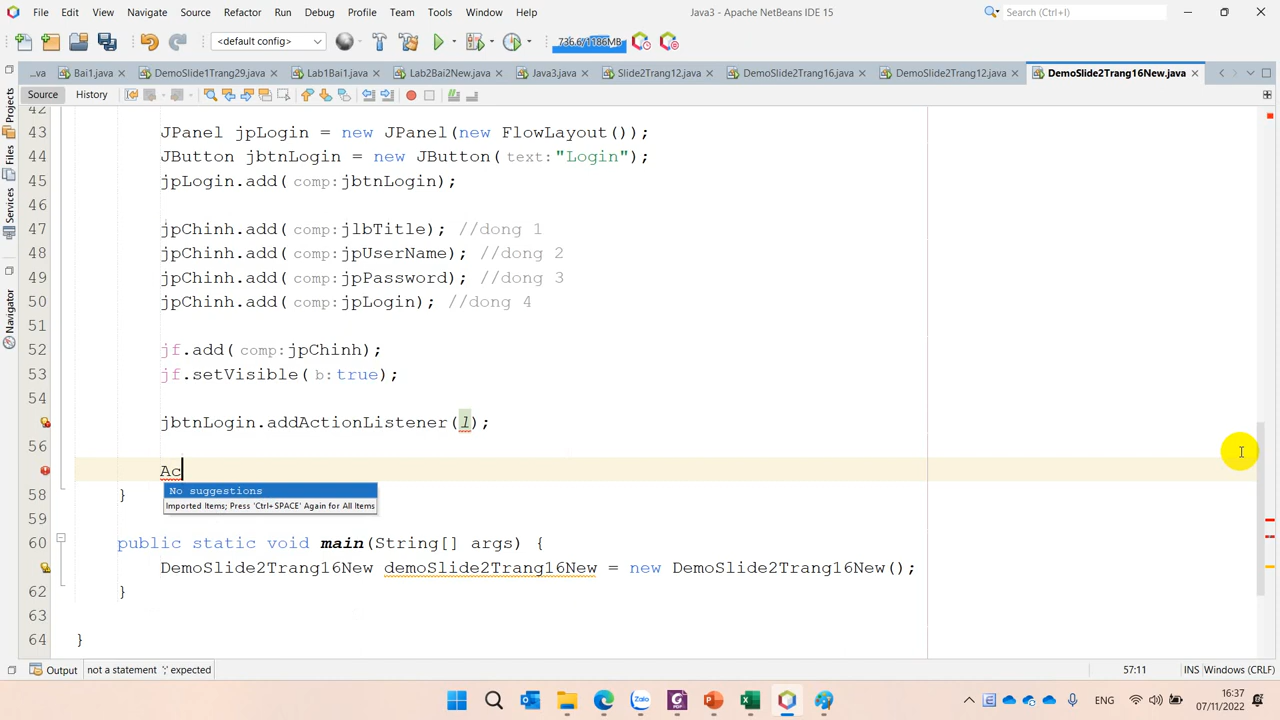 File Edit View Navigate Source Refactor Run Debug Profile Team Tools Window Help Java3 - Apache NetBeans IDE 15 Search (Ctrl+I)
<default config> 736.6/1186MB
...va Bai1.java DemoSlide1Trang29.java Lab1Bai1.java Lab2Bai2New.java Java3.java Slide2Trang12.java DemoSlide2Trang16.java DemoSlide2Trang12.java DemoSlide2Trang16New.java
Source History
Projects
Files
Services
Navigator
42
43 JPanel jpLogin = new JPanel(new FlowLayout());
44 JButton jbtnLogin = new JButton(text:"Login");
45 jpLogin.add(comp:jbtnLogin);
46
47 jpChinh.add(comp:jlbTitle); //dong 1
48 jpChinh.add(comp:jpUserName); //dong 2
49 jpChinh.add(comp:jpPassword); //dong 3
50 jpChinh.add(comp:jpLogin); //dong 4
51
52 jf.add(comp:jpChinh);
53 jf.setVisible(b:true);
54
jbtnLogin.addActionListener(l);
56
Ac
No suggestions
Imported Items; Press 'Ctrl+SPACE' Again for All Items
58 }
59
60 public static void main(String[] args) {
DemoSlide2Trang16New demoSlide2Trang16New = new DemoSlide2Trang16New();
62 }
63
64 }
Output not a statement ';' expected 57:11 INS Windows (CRLF)
Zalo ENG 16:37
07/11/2022